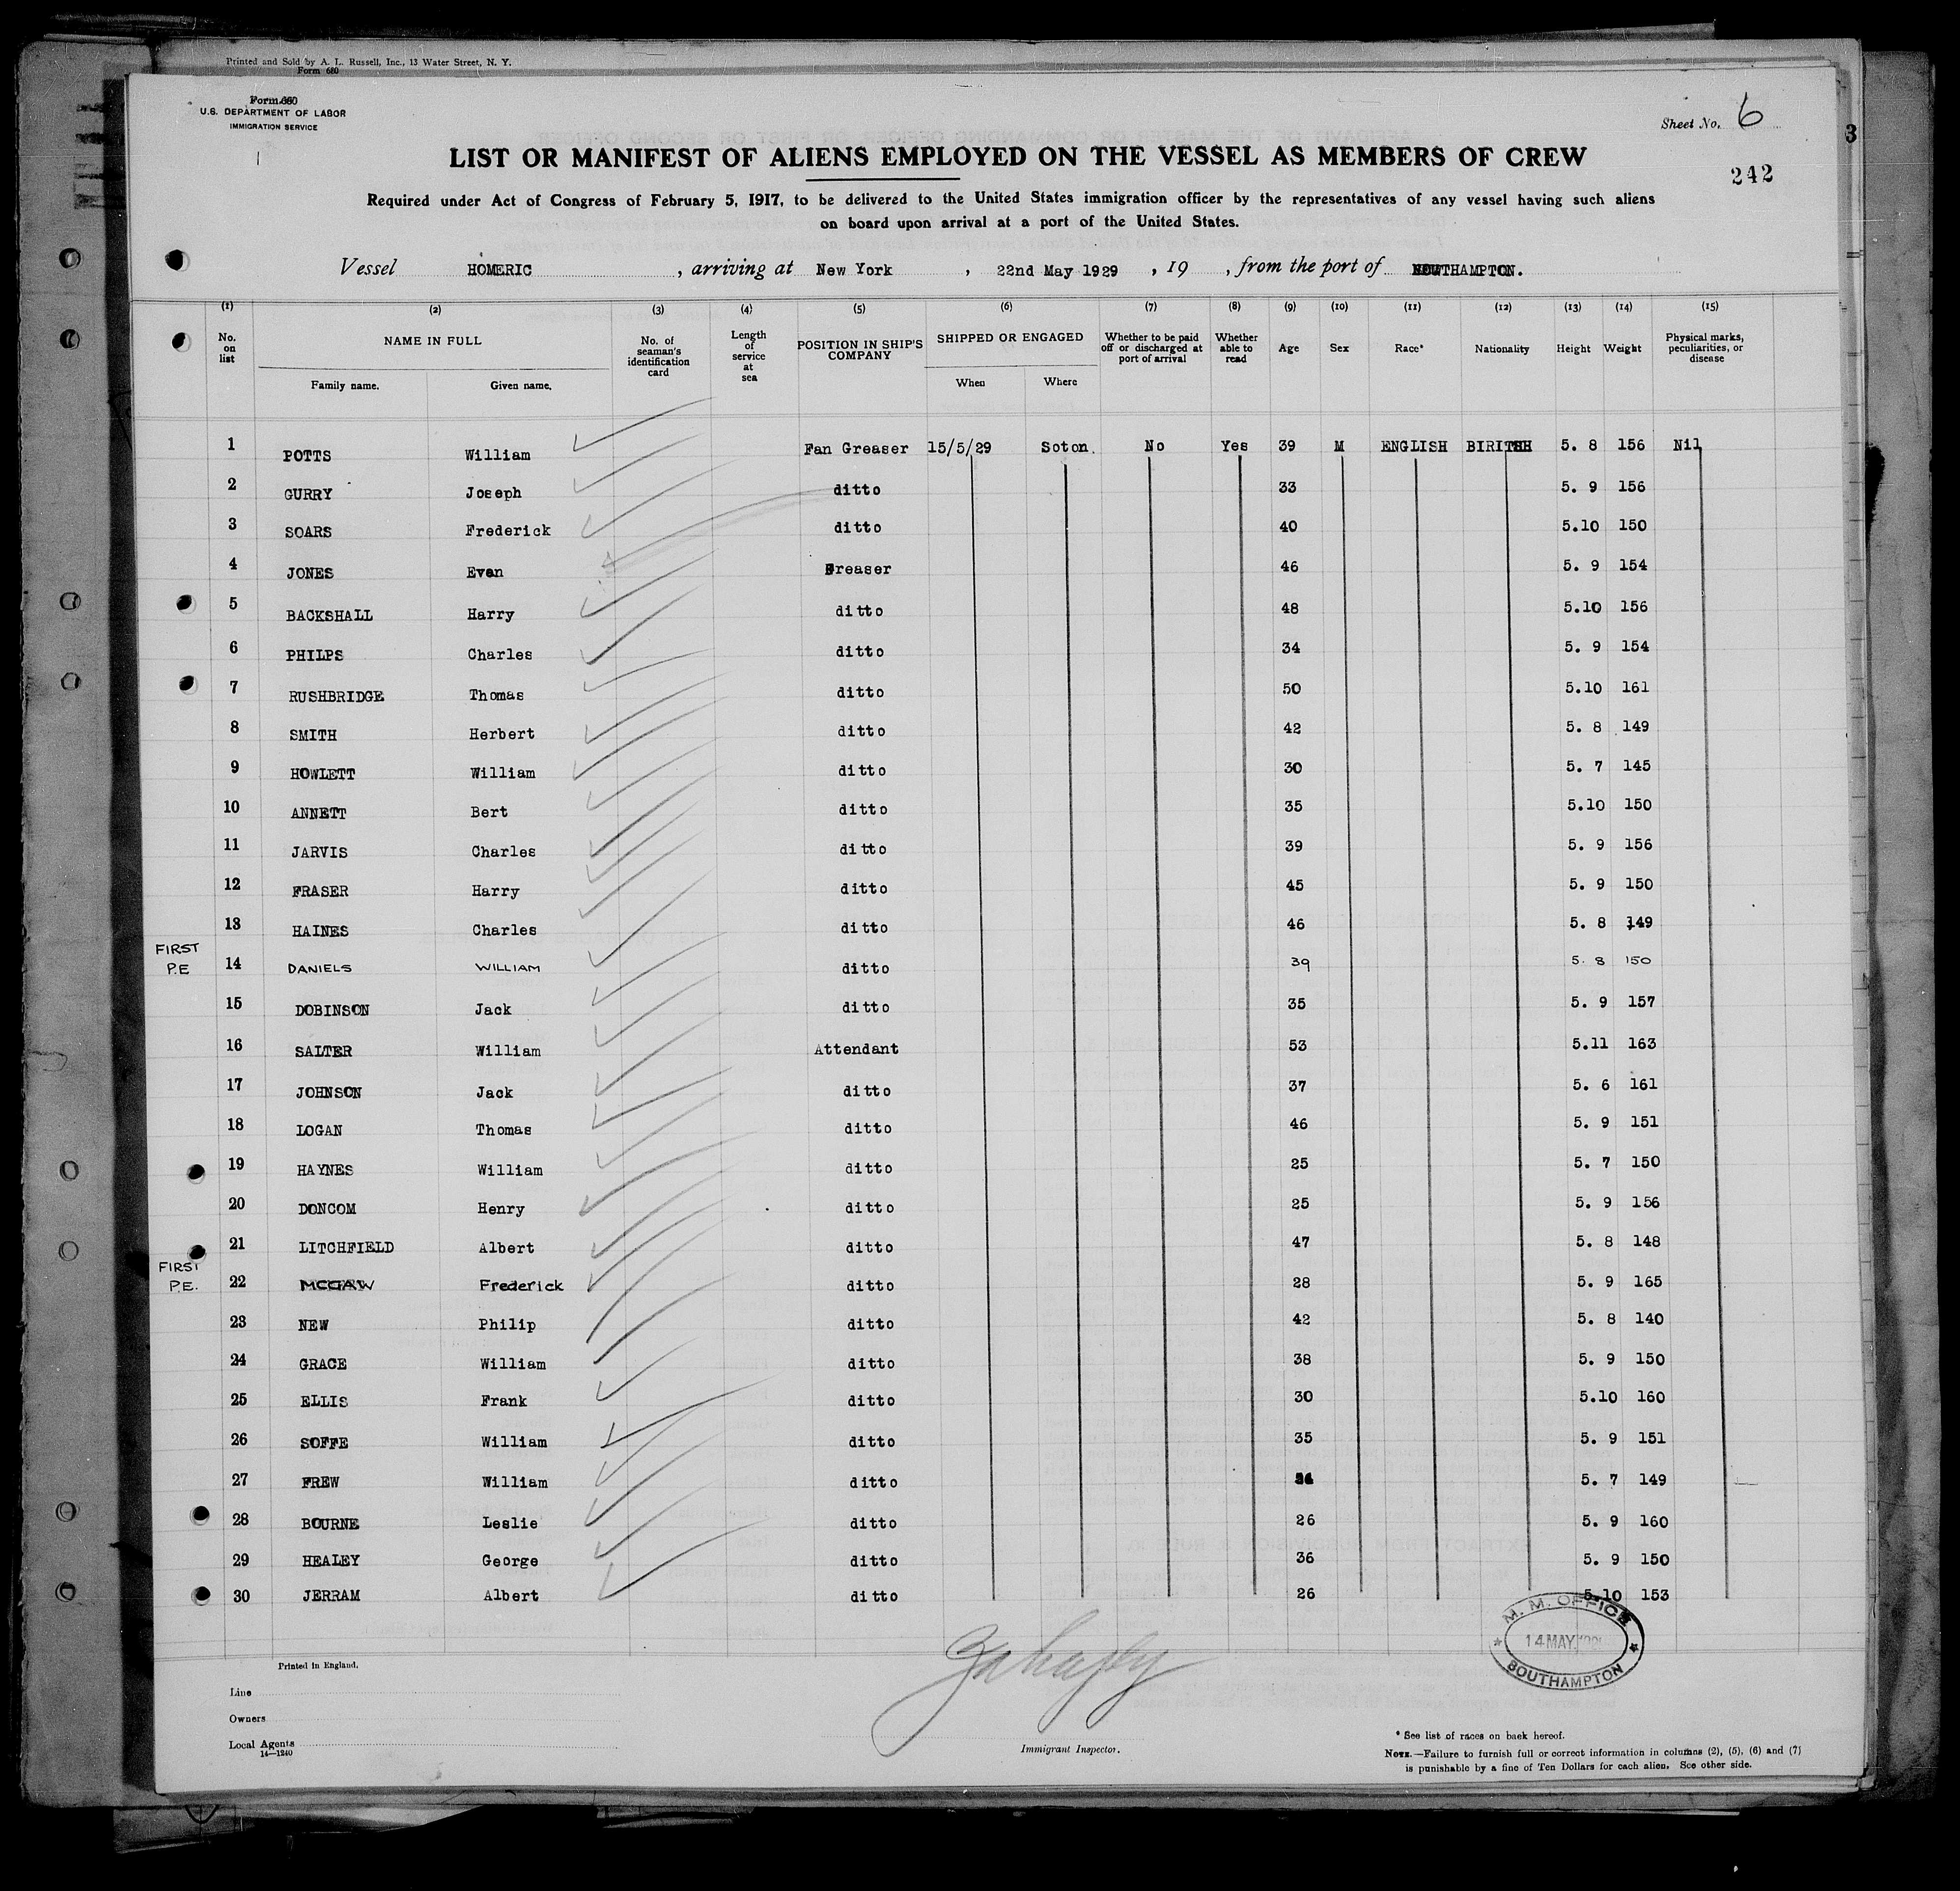 Printed and Sold by A. L. Russell, Inc., 13 Water Street, N. Y.
Form 680
Form 680
U.S. DEPARTMENT OF LABOR
IMMIGRATION SERVICE
Sheet No. 6
3
242
LIST OR MANIFEST OF ALIENS EMPLOYED ON THE VESSEL AS MEMBERS OF CREW
Required under Act of Congress of February 5, 1917, to be delivered to the United States immigration officer by the representatives of any vessel having such aliens
on board upon arrival at a port of the United States.
Vessel HOMERIC, arriving at New York, 22nd May 1929, 19 , from the port of SOUTHAMPTON.
(1) (2) (3) (4) (5) (6) (7) (8) (9) (10) (11) (12) (13) (14) (15)
No. on list NAME IN FULL Family name. Given name. No. of seaman's identification card Length of service at sea POSITION IN SHIP'S COMPANY SHIPPED OR ENGAGED When Where Whether to be paid off or discharged at port of arrival Whether able to read Age Sex Race* Nationality Height Weight Physical marks, peculiarities, or disease
1 POTTS William Fan Greaser 15/5/29 Soton. No Yes 39 M ENGLISH BIRITSH 5. 8 156 Nil
2 GURRY Joseph ditto 33 5. 9 156
3 SOARS Frederick ditto 40 5.10 150
4 JONES Evan Greaser 46 5. 9 154
5 BACKSHALL Harry ditto 48 5.10 156
6 PHILPS Charles ditto 34 5. 9 154
7 RUSHBRIDGE Thomas ditto 50 5.10 161
8 SMITH Herbert ditto 42 5. 8 149
9 HOWLETT William ditto 30 5. 7 145
10 ANNETT Bert ditto 35 5.10 150
11 JARVIS Charles ditto 39 5. 9 156
12 FRASER Harry ditto 45 5. 9 150
13 HAINES Charles ditto 46 5. 8 149
FIRST P.E 14 DANIELS WILLIAM ditto 39 5. 8 150
15 DOBINSON Jack ditto 35 5. 9 157
16 SALTER William Attendant 53 5.11 163
17 JOHNSON Jack ditto 37 5. 6 161
18 LOGAN Thomas ditto 46 5. 9 151
19 HAYNES William ditto 25 5. 7 150
20 DONCOM Henry ditto 25 5. 9 156
21 LITCHFIELD Albert ditto 47 5. 8 148
FIRST P.E. 22 MCGAW Frederick ditto 28 5. 9 165
23 NEW Philip ditto 42 5. 8 140
24 GRACE William ditto 38 5. 9 150
25 ELLIS Frank ditto 30 5.10 160
26 SOFFE William ditto 35 5. 9 151
27 FREW William ditto 5. 7 149
28 BOURNE Leslie ditto 26 5. 9 160
29 HEALEY George ditto 36 5. 9 150
30 JERRAM Albert ditto 26 5.10 153
M. M. OFFICE
14 MAY
SOUTHAMPTON
Printed in England.
Line
Owners
Local Agents
14—1240
Immigrant Inspector.
* See list of races on back hereof.
NOTE.—Failure to furnish full or correct information in columns (2), (5), (6) and (7)
is punishable by a fine of Ten Dollars for each alien. See other side.